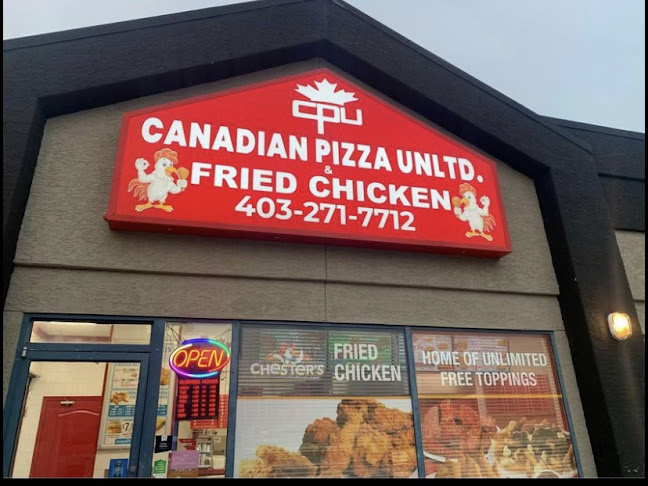 cpu
CANADIAN PIZZA UNLTD.
&
FRIED CHICKEN
403-271-7712
OPEN
CHESTER'S
FRIED
CHICKEN
HOME OF UNLIMITED
FREE TOPPINGS